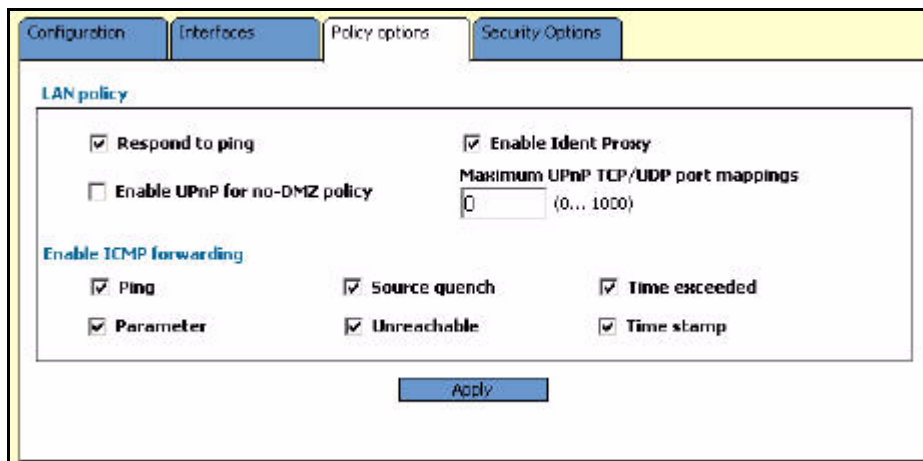 Configuration Interfaces Policy options Security Options
LAN policy
Respond to ping Enable Ident Proxy
Maximum UPnP TCP/UDP port mappings
Enable UPnP for no-DMZ policy
0 (0... 1000)
Enable ICMP forwarding
Ping Source quench Time exceeded
Parameter Unreachable Time stamp
Apply